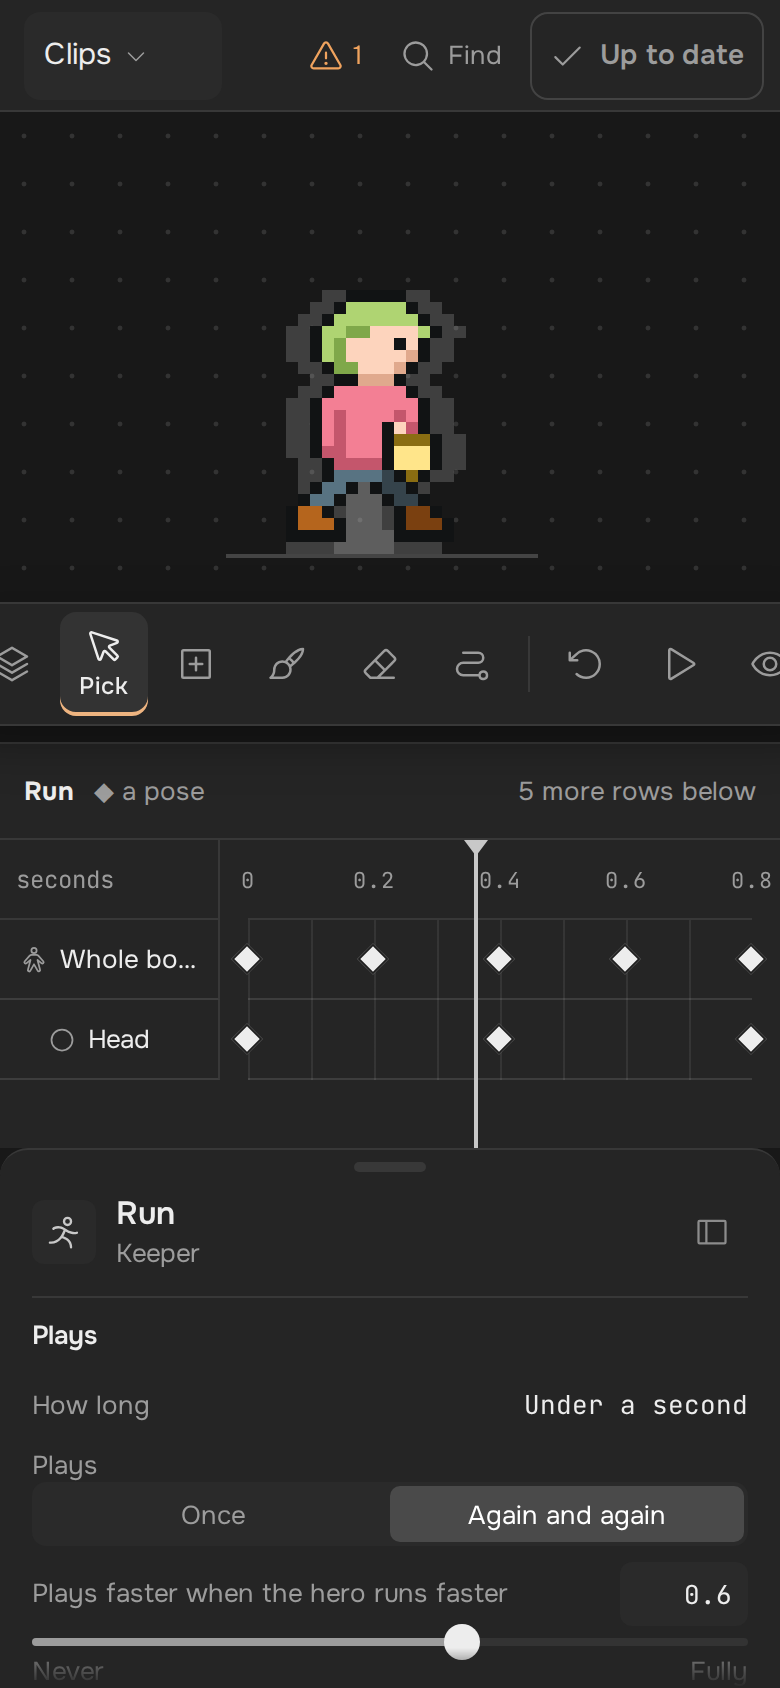 Clips
1
Find
Up to date
Pick
Run
◆ a pose
5 more rows below
seconds
0
0.2
0.4
0.6
0.8
Whole bo...
Head
Run
Keeper
Plays
How long
Under a second
Plays
Once
Again and again
Plays faster when the hero runs faster
0.6
Never
Fully